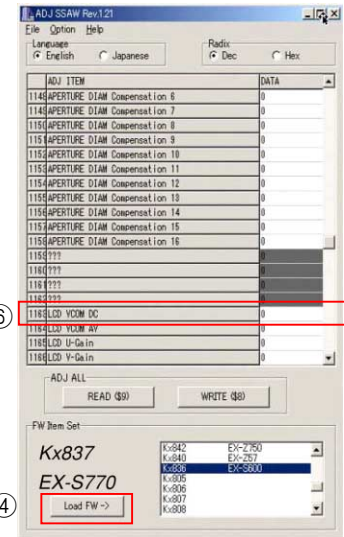 ADJ SSAW Rev.1.21
File Option Help
Language
English Japanese
Radix
Dec Hex
ADJ ITEM DATA
1148 APERTURE DIAM Compensation 6 0
1149 APERTURE DIAM Compensation 7 0
1150 APERTURE DIAM Compensation 8 0
1151 APERTURE DIAM Compensation 9 0
1152 APERTURE DIAM Compensation 10 0
1153 APERTURE DIAM Compensation 11 0
1154 APERTURE DIAM Compensation 12 0
1155 APERTURE DIAM Compensation 13 0
1156 APERTURE DIAM Compensation 14 0
1157 APERTURE DIAM Compensation 15 0
1158 APERTURE DIAM Compensation 16 0
1159 ??? 0
1160 ??? 0
1161 ??? 0
1162 ??? 0
⑥ 1163 LCD VCOM DC 0
1164 LCD VCOM AV 0
1165 LCD U-Gain 0
1166 LCD V-Gain 0
ADJ ALL
READ ($9) WRITE ($8)
FW Item Set
Kx837
EX-S770
④ Load FW ->
Kx842 EX-Z750
Kx840 EX-Z57
Kx836 EX-S600
Kx805
Kx806
Kx807
Kx808